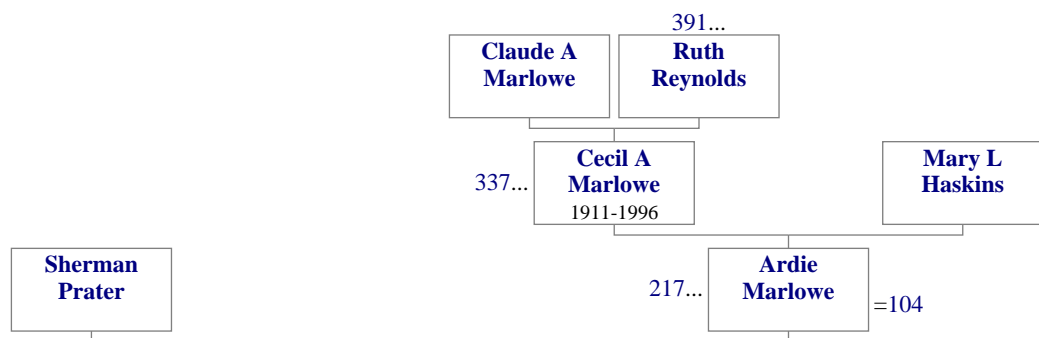 391...
Claude A
Marlowe
Ruth
Reynolds
337...
Cecil A
Marlowe
1911-1996
Mary L
Haskins
Sherman
Prater
217...
Ardie
Marlowe
=104